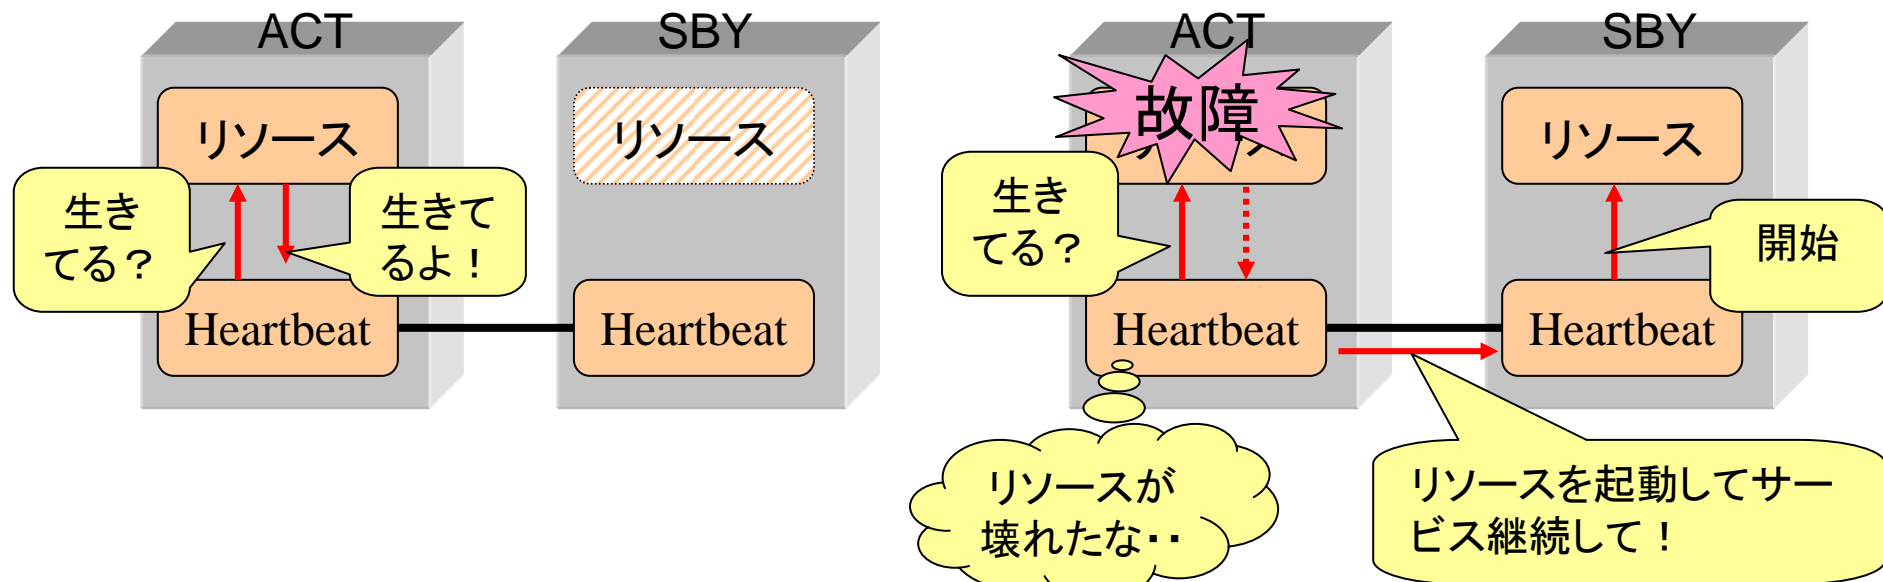 ACT
SBY
リソース
リソース
生き
てる？
生きて
るよ！
Heartbeat
Heartbeat
ACT
SBY
故障
リソース
生き
てる？
開始
Heartbeat
Heartbeat
リソースが
壊れたな・・
リソースを起動してサー
ビス継続して！